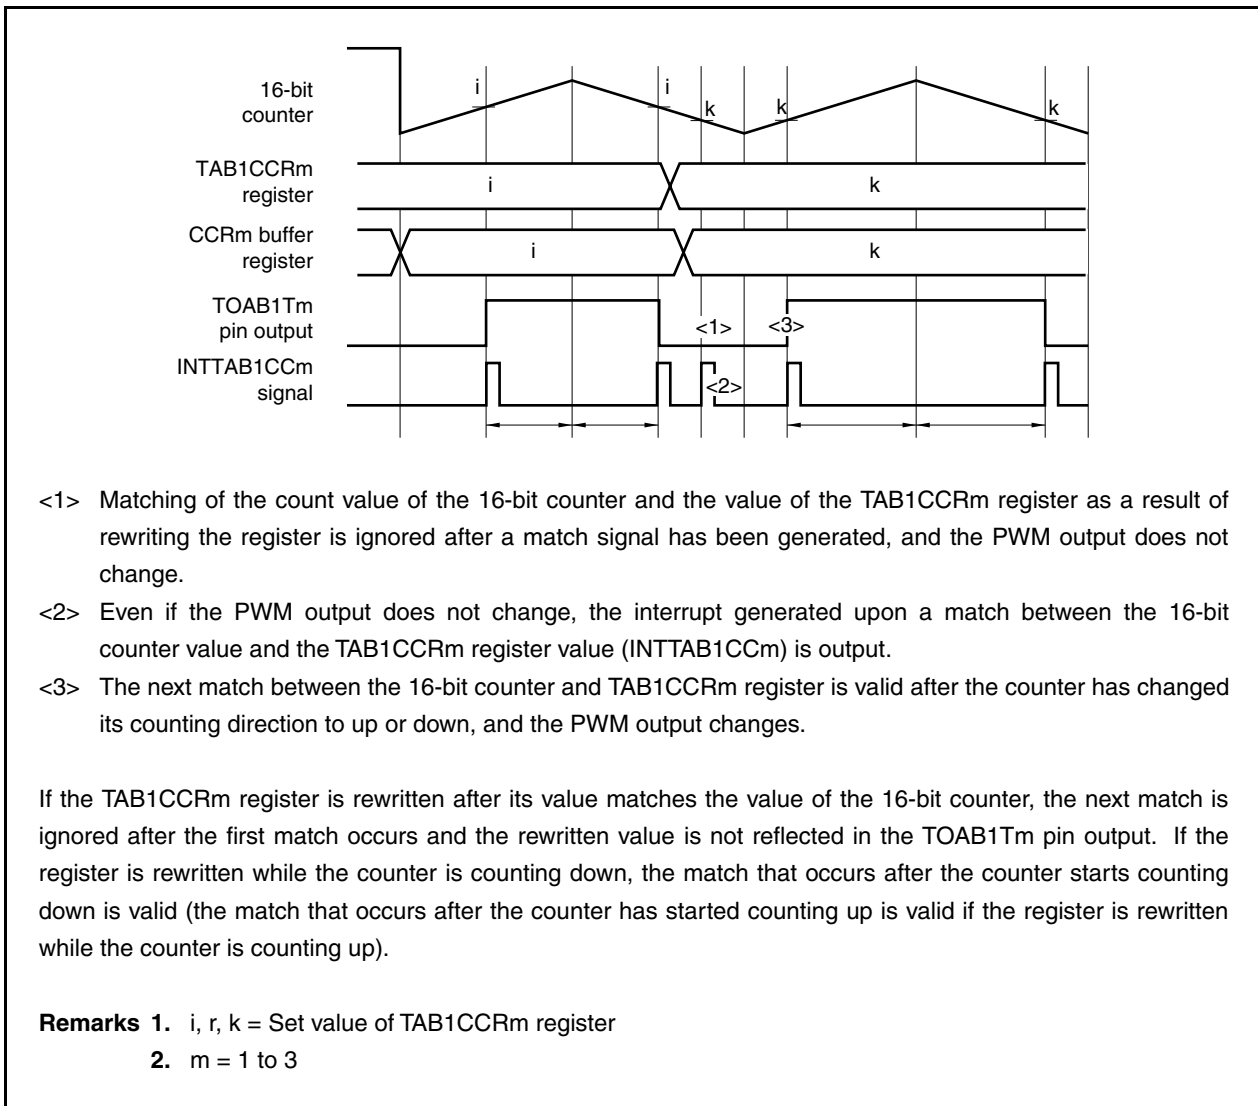 16-bit
counter
i
i
k
k
k
TAB1CCRm
register
i
k
CCRm buffer
register
i
k
TOAB1Tm
pin output
<1>
<3>
INTTAB1CCm
signal
<2>
<1> Matching of the count value of the 16-bit counter and the value of the TAB1CCRm register as a result of
rewriting the register is ignored after a match signal has been generated, and the PWM output does not
change.
<2> Even if the PWM output does not change, the interrupt generated upon a match between the 16-bit
counter value and the TAB1CCRm register value (INTTAB1CCm) is output.
<3> The next match between the 16-bit counter and TAB1CCRm register is valid after the counter has changed
its counting direction to up or down, and the PWM output changes.
If the TAB1CCRm register is rewritten after its value matches the value of the 16-bit counter, the next match is
ignored after the first match occurs and the rewritten value is not reflected in the TOAB1Tm pin output. If the
register is rewritten while the counter is counting down, the match that occurs after the counter starts counting
down is valid (the match that occurs after the counter has started counting up is valid if the register is rewritten
while the counter is counting up).
Remarks 1. i, r, k = Set value of TAB1CCRm register
2. m = 1 to 3